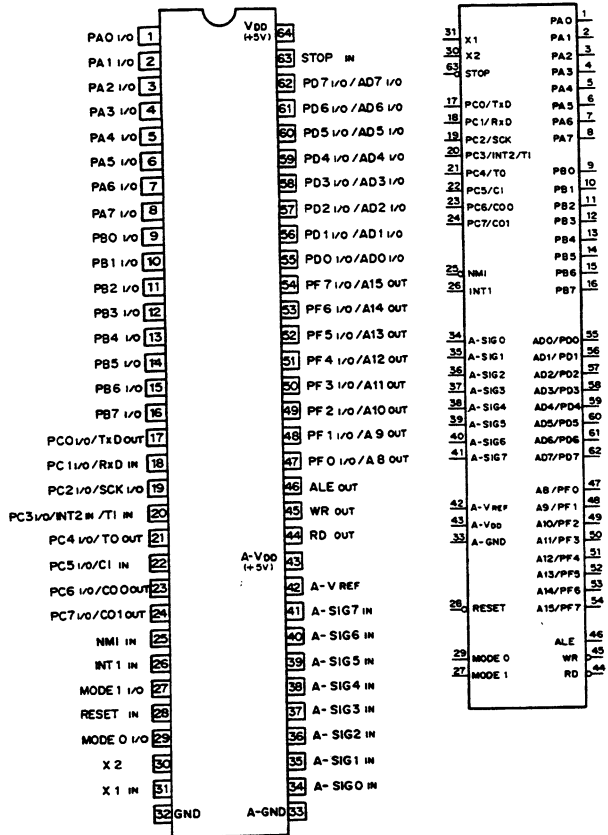 PA0 I/O 1
PA1 I/O 2
PA2 I/O 3
PA3 I/O 4
PA4 I/O 5
PA5 I/O 6
PA6 I/O 7
PA7 I/O 8
PB0 I/O 9
PB1 I/O 10
PB2 I/O 11
PB3 I/O 12
PB4 I/O 13
PB5 I/O 14
PB6 I/O 15
PB7 I/O 16
PC0 I/O/TxD OUT 17
PC1 I/O/RxD IN 18
PC2 I/O/SCK I/O 19
PC3 I/O/INT2 IN/TI IN 20
PC4 I/O/TO OUT 21
PC5 I/O/CI IN 22
PC6 I/O/CO0 OUT 23
PC7 I/O/CO1 OUT 24
NMI IN 25
INT1 IN 26
MODE1 I/O 27
RESET IN 28
MODE 0 I/O 29
X2 30
X1 IN 31
32 GND
VDD 64
(+5V)
63 STOP IN
62 PD7 I/O/AD7 I/O
61 PD6 I/O/AD6 I/O
60 PD5 I/O/AD5 I/O
59 PD4 I/O/AD4 I/O
58 PD3 I/O/AD3 I/O
57 PD2 I/O/AD2 I/O
56 PD1 I/O/AD1 I/O
55 PD0 I/O/AD0 I/O
54 PF7 I/O/A15 OUT
53 PF6 I/O/A14 OUT
52 PF5 I/O/A13 OUT
51 PF4 I/O/A12 OUT
50 PF3 I/O/A11 OUT
49 PF2 I/O/A10 OUT
48 PF1 I/O/A9 OUT
47 PF0 I/O/A8 OUT
46 ALE OUT
45 WR OUT
44 RD OUT
A-VDD 43
(+5V)
42 A-VREF
41 A-SIG7 IN
40 A-SIG6 IN
39 A-SIG5 IN
38 A-SIG4 IN
37 A-SIG3 IN
36 A-SIG2 IN
35 A-SIG1 IN
34 A-SIG0 IN
A-GND 33
31 X1
30 X2
63 STOP
17 PC0/TxD
18 PC1/RxD
19 PC2/SCK
20 PC3/INT2/TI
21 PC4/TO
22 PC5/CI
23 PC6/CO0
24 PC7/CO1
25 NMI
26 INT1
34 A-SIG0
35 A-SIG1
36 A-SIG2
37 A-SIG3
38 A-SIG4
39 A-SIG5
40 A-SIG6
41 A-SIG7
42 A-VREF
43 A-VDD
33 A-GND
28 RESET
29 MODE 0
27 MODE 1
PA0 1
PA1 2
PA2 3
PA3 4
PA4 5
PA5 6
PA6 7
PA7 8
PB0 9
PB1 10
PB2 11
PB3 12
PB4 13
PB5 14
PB6 15
PB7 16
AD0/PD0 55
AD1/PD1 56
AD2/PD2 57
AD3/PD3 58
AD4/PD4 59
AD5/PD5 60
AD6/PD6 61
AD7/PD7 62
A8/PF0 47
A9/PF1 48
A10/PF2 49
A11/PF3 50
A12/PF4 51
A13/PF5 52
A14/PF6 53
A15/PF7 54
ALE 46
WR 45
RD 44